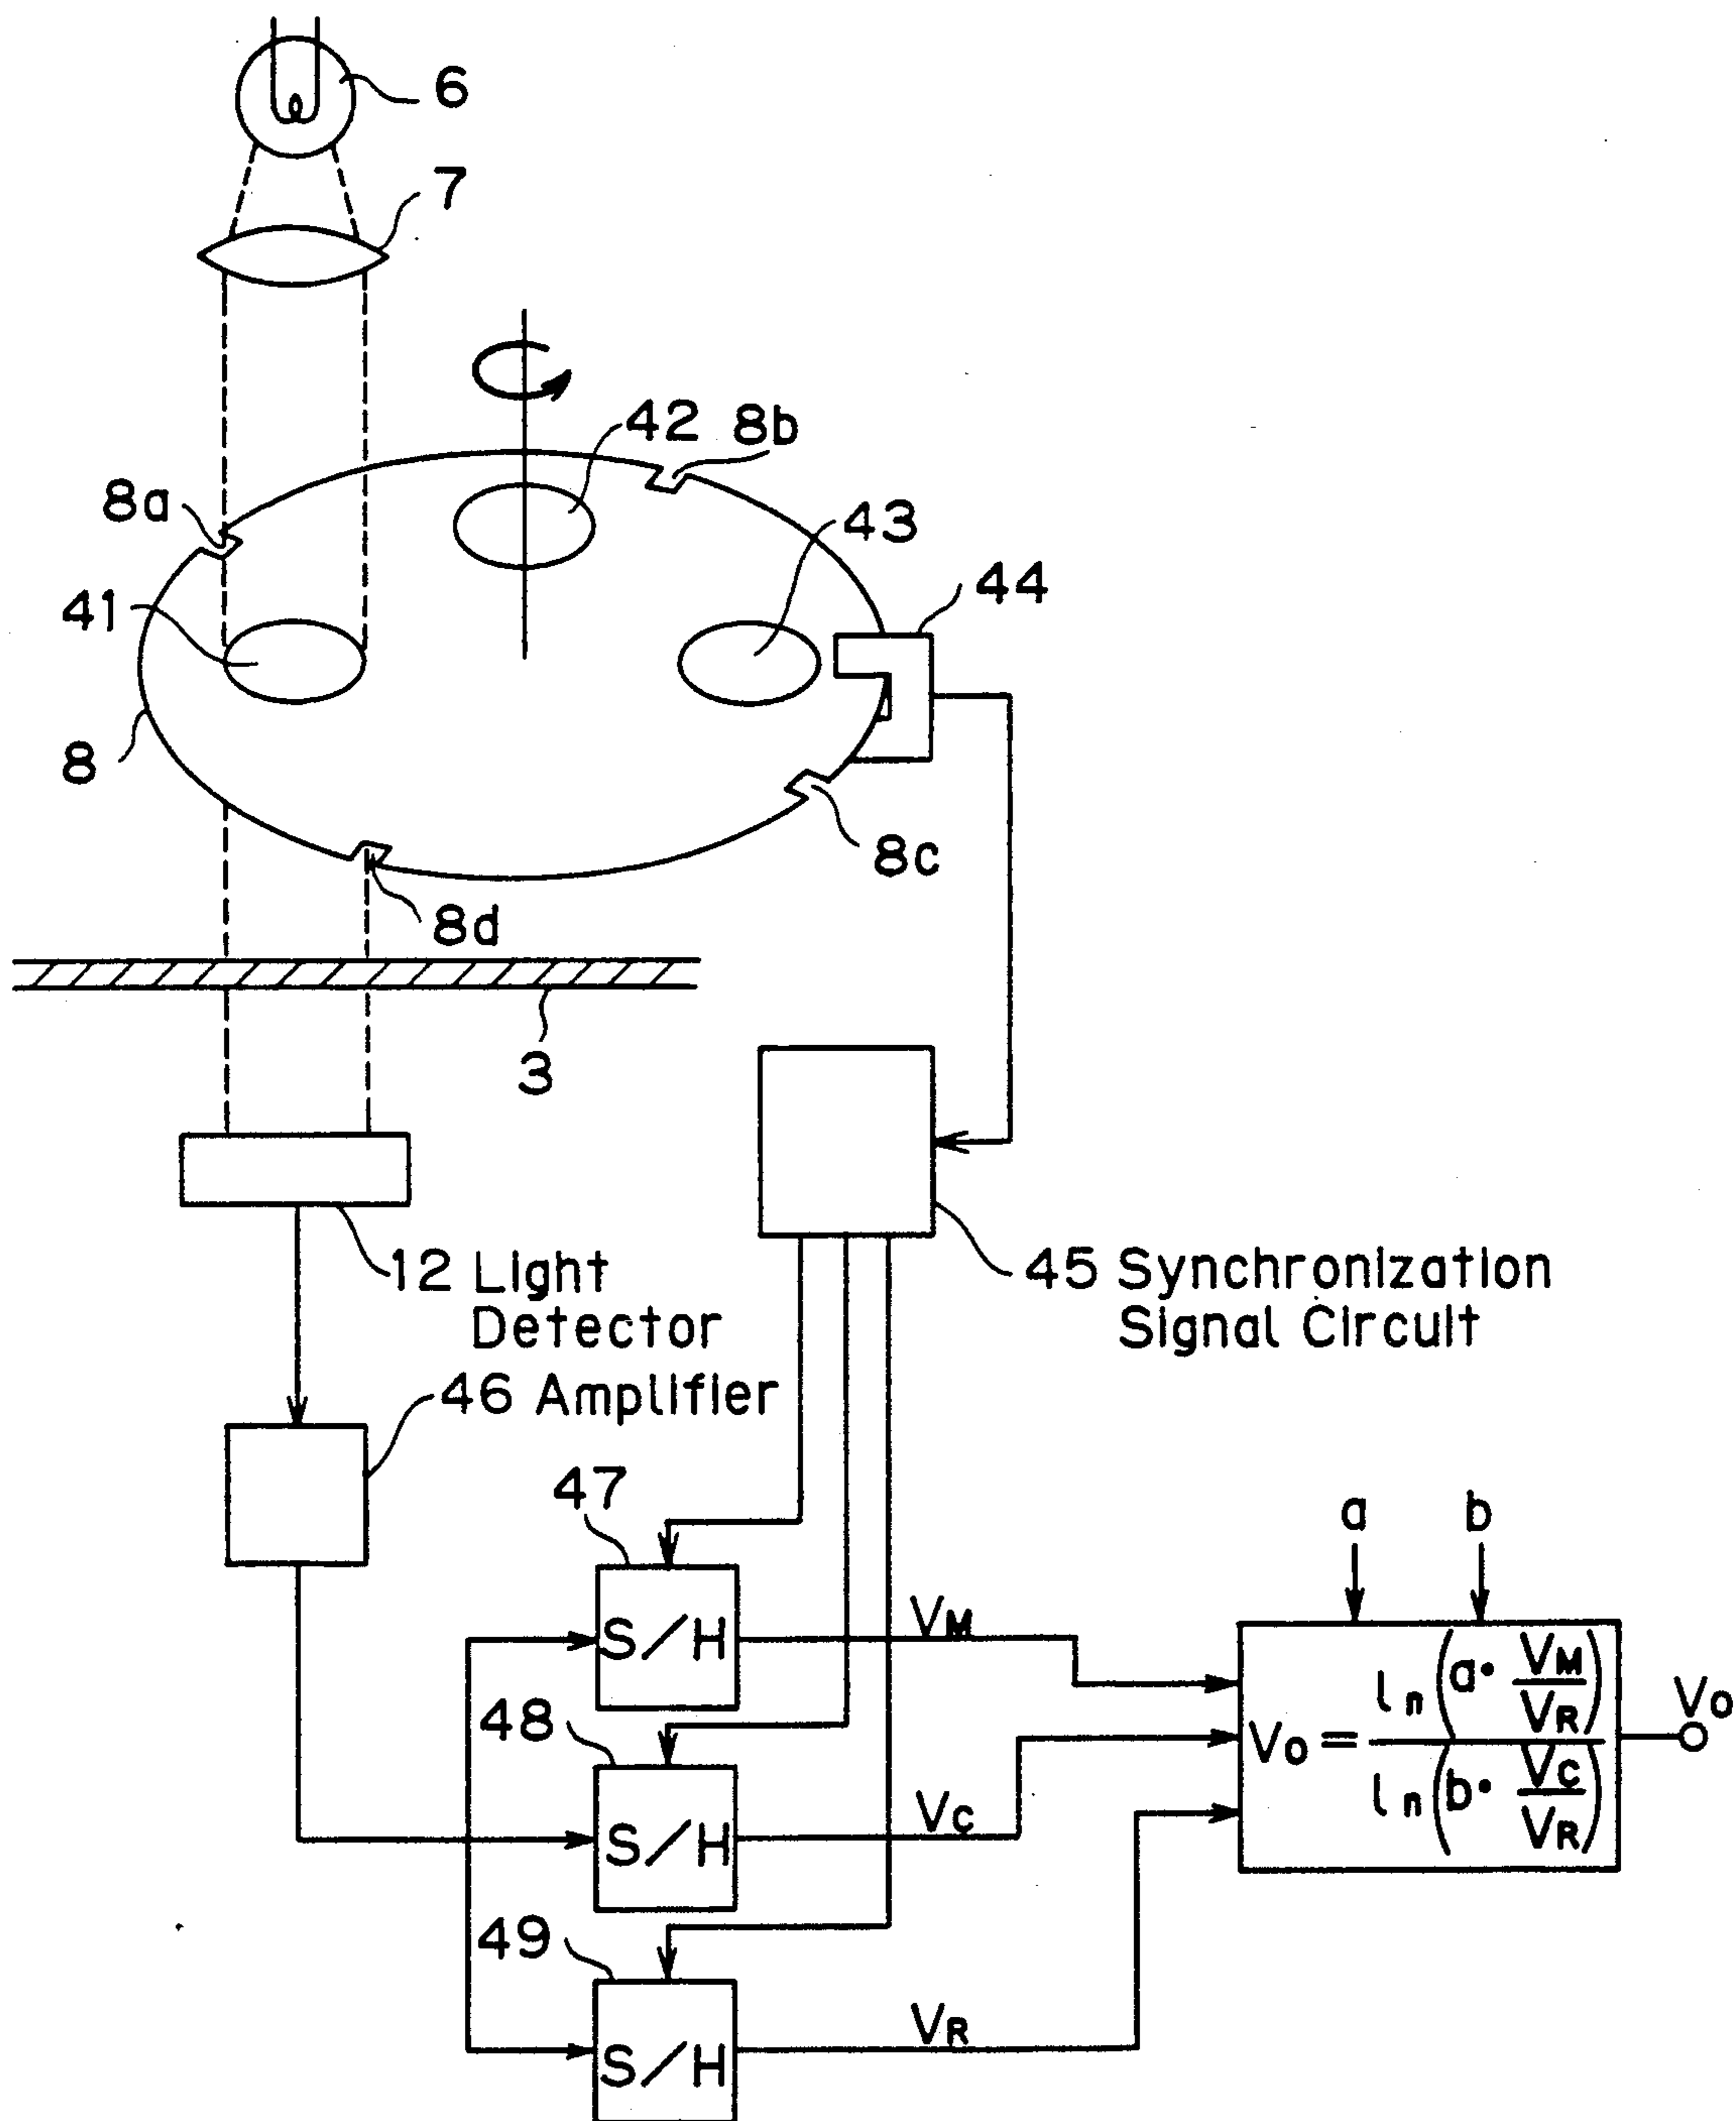 6
7
42
8b
8a
43
44
41
8
8c
8d
3
12 Light
Detector
45 Synchronization
Signal Circuit
46 Amplifier
47
a
b
S/H
VM
48
Vo = ln(a· VM/VR) / ln(b· VC/VR)
Vo
S/H
VC
49
S/H
VR